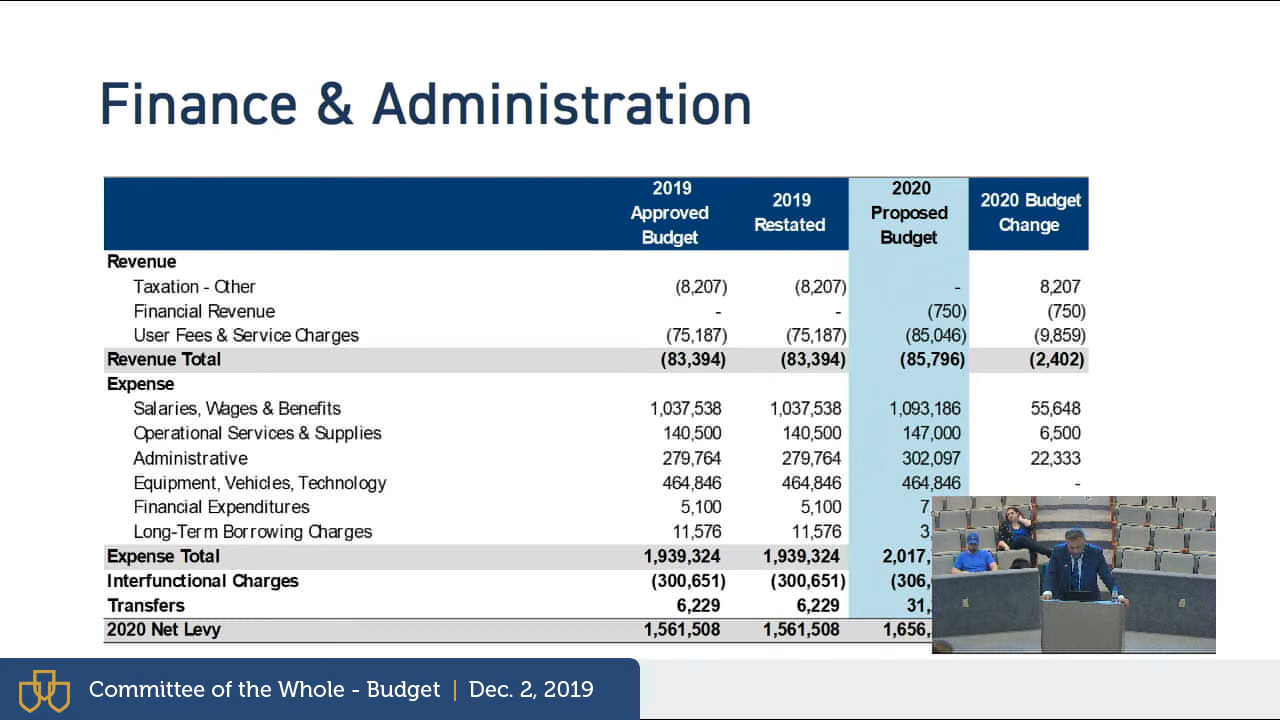 Finance & Administration
2019 Approved Budget 2019 Restated 2020 Proposed Budget 2020 Budget Change
Revenue
Taxation - Other (8,207) (8,207) - 8,207
Financial Revenue - - (750) (750)
User Fees & Service Charges (75,187) (75,187) (85,046) (9,859)
Revenue Total (83,394) (83,394) (85,796) (2,402)
Expense
Salaries, Wages & Benefits 1,037,538 1,037,538 1,093,186 55,648
Operational Services & Supplies 140,500 140,500 147,000 6,500
Administrative 279,764 279,764 302,097 22,333
Equipment, Vehicles, Technology 464,846 464,846 464,846 -
Financial Expenditures 5,100 5,100 7,
Long-Term Borrowing Charges 11,576 11,576 3,
Expense Total 1,939,324 1,939,324 2,017,
Interfunctional Charges (300,651) (300,651) (306,
Transfers 6,229 6,229 31,
2020 Net Levy 1,561,508 1,561,508 1,656,
Committee of the Whole - Budget | Dec. 2, 2019